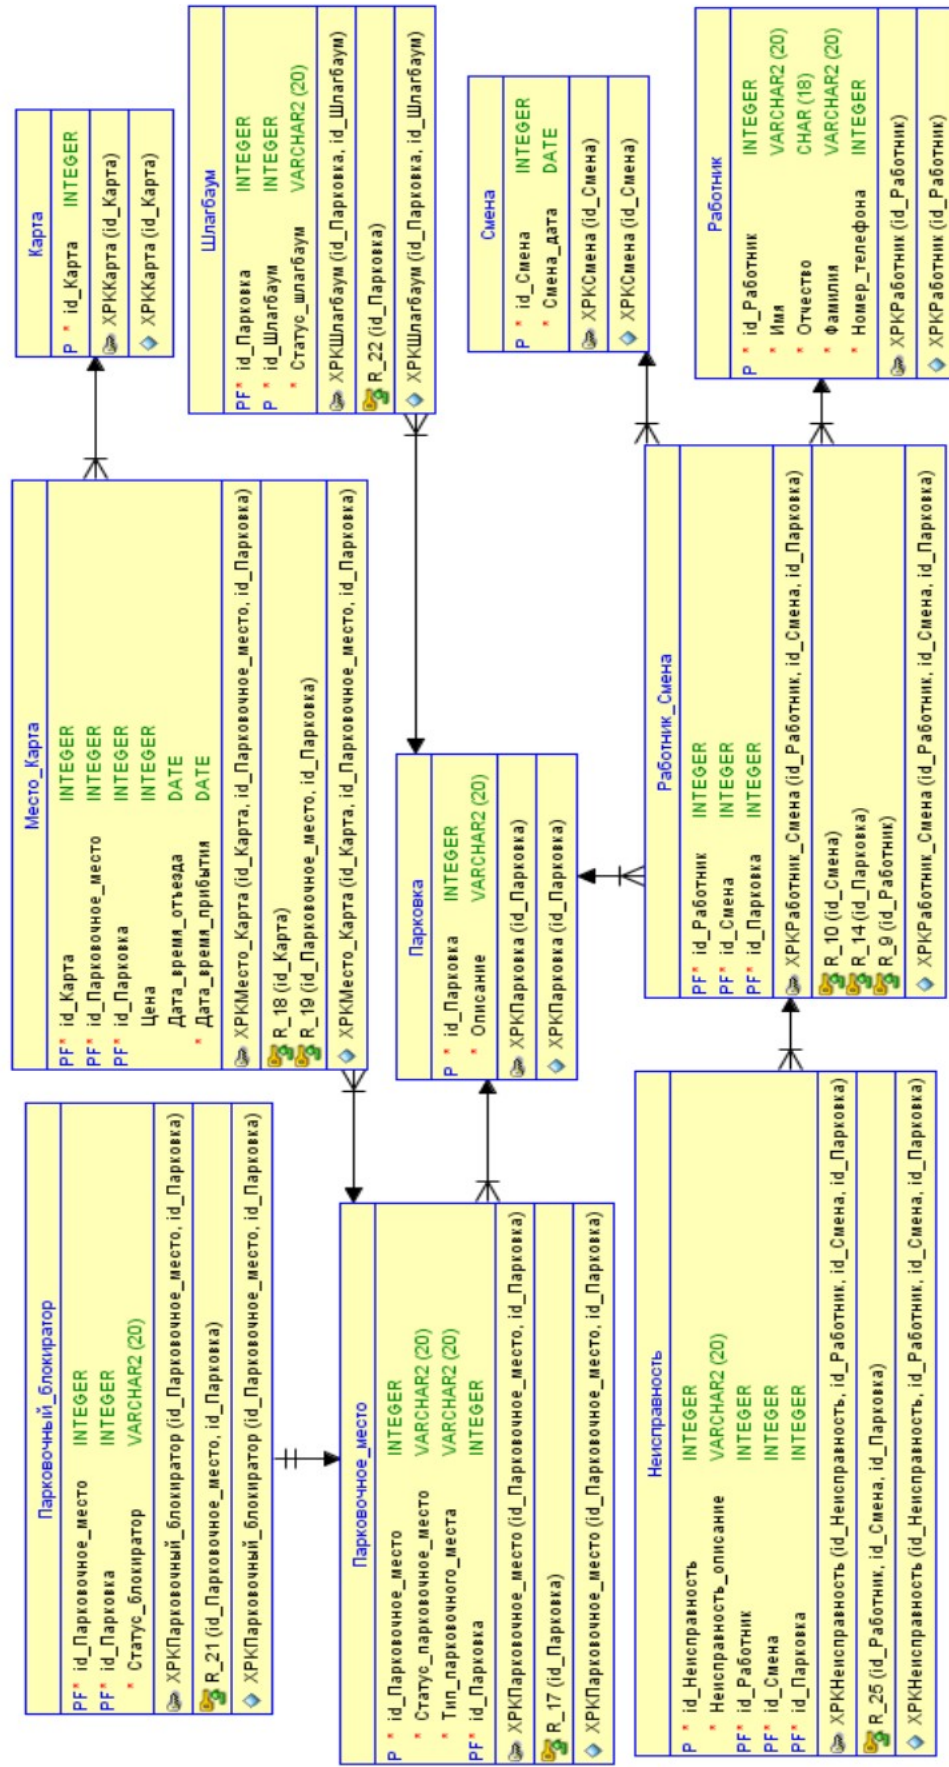 Парковочный_блокиратор
PF* id_Парковочное_место INTEGER
PF* id_Парковка INTEGER
* Статус_блокиратор VARCHAR2 (20)
XPKПарковочный_блокиратор (id_Парковочное_место, id_Парковка)
R_21 (id_Парковочное_место, id_Парковка)
XPKПарковочный_блокиратор (id_Парковочное_место, id_Парковка)
Место_Карта
PF* id_Карта INTEGER
PF* id_Парковочное_место INTEGER
PF* id_Парковка INTEGER
Цена INTEGER
Дата_время_отъезда DATE
* Дата_время_прибытия DATE
XPKМесто_Карта (id_Карта, id_Парковочное_место, id_Парковка)
R_18 (id_Карта)
R_19 (id_Парковочное_место, id_Парковка)
XPKМесто_Карта (id_Карта, id_Парковочное_место, id_Парковка)
Карта
P * id_Карта INTEGER
XPKКарта (id_Карта)
XPKКарта (id_Карта)
Шлагбаум
PF* id_Парковка INTEGER
P * id_Шлагбаум INTEGER
* Статус_шлагбаум VARCHAR2 (20)
XPKШлагбаум (id_Парковка, id_Шлагбаум)
R_22 (id_Парковка)
XPKШлагбаум (id_Парковка, id_Шлагбаум)
Парковочное_место
P * id_Парковочное_место INTEGER
* Статус_парковочное_место VARCHAR2 (20)
* Тип_парковочного_места VARCHAR2 (20)
PF* id_Парковка INTEGER
XPKПарковочное_место (id_Парковочное_место, id_Парковка)
R_17 (id_Парковка)
XPKПарковочное_место (id_Парковочное_место, id_Парковка)
Парковка
P * id_Парковка INTEGER
* Описание VARCHAR2 (20)
XPKПарковка (id_Парковка)
XPKПарковка (id_Парковка)
Смена
P * id_Смена INTEGER
* Смена_дата DATE
XPKСмена (id_Смена)
XPKСмена (id_Смена)
Неисправность
P * id_Неисправность INTEGER
* Неисправность_описание VARCHAR2 (20)
PF* id_Работник INTEGER
PF* id_Смена INTEGER
PF* id_Парковка INTEGER
XPKНеисправность (id_Неисправность, id_Работник, id_Смена, id_Парковка)
R_25 (id_Работник, id_Смена, id_Парковка)
XPKНеисправность (id_Неисправность, id_Работник, id_Смена, id_Парковка)
Работник_Смена
PF* id_Работник INTEGER
PF* id_Смена INTEGER
PF* id_Парковка INTEGER
XPKРаботник_Смена (id_Работник, id_Смена, id_Парковка)
R_10 (id_Смена)
R_14 (id_Парковка)
R_9 (id_Работник)
XPKРаботник_Смена (id_Работник, id_Смена, id_Парковка)
Работник
P * id_Работник INTEGER
* Имя VARCHAR2 (20)
* Отчество CHAR (18)
* Фамилия VARCHAR2 (20)
* Номер_телефона INTEGER
XPKРаботник (id_Работник)
XPKРаботник (id_Работник)